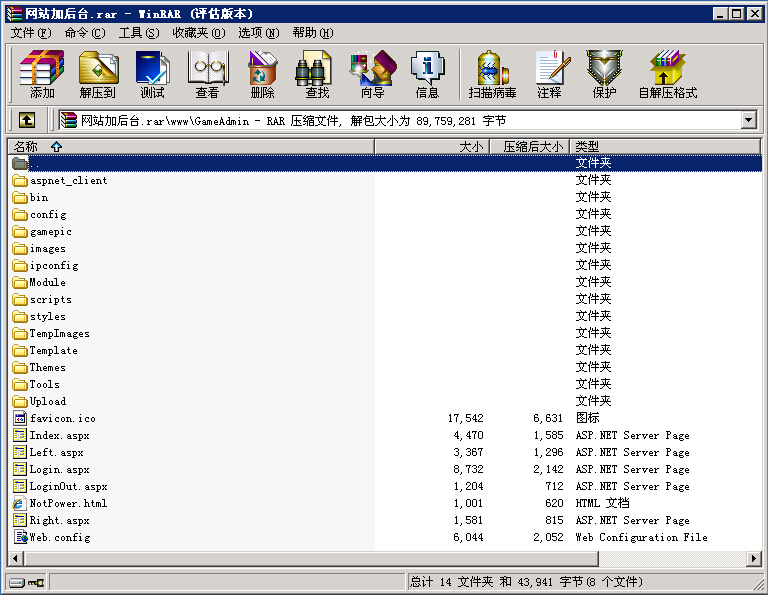 网站加后台.rar - WinRAR (评估版本)
文件(F) 命令(C) 工具(S) 收藏夹(O) 选项(N) 帮助(H)
添加 解压到 测试 查看 删除 查找 向导 信息 扫描病毒 注释 保护 自解压格式
网站加后台.rar\www\GameAdmin - RAR 压缩文件, 解包大小为 89,759,281 字节
名称 大小 压缩后大小 类型
.. 文件夹
aspnet_client 文件夹
bin 文件夹
config 文件夹
gamepic 文件夹
images 文件夹
ipconfig 文件夹
Module 文件夹
scripts 文件夹
styles 文件夹
TempImages 文件夹
Template 文件夹
Themes 文件夹
Tools 文件夹
Upload 文件夹
favicon.ico 17,542 6,631 图标
Index.aspx 4,470 1,585 ASP.NET Server Page
Left.aspx 3,367 1,296 ASP.NET Server Page
Login.aspx 8,732 2,142 ASP.NET Server Page
LoginOut.aspx 1,204 712 ASP.NET Server Page
NotPower.html 1,001 620 HTML 文档
Right.aspx 1,581 815 ASP.NET Server Page
Web.config 6,044 2,052 Web Configuration File
总计 14 文件夹 和 43,941 字节(8 个文件)